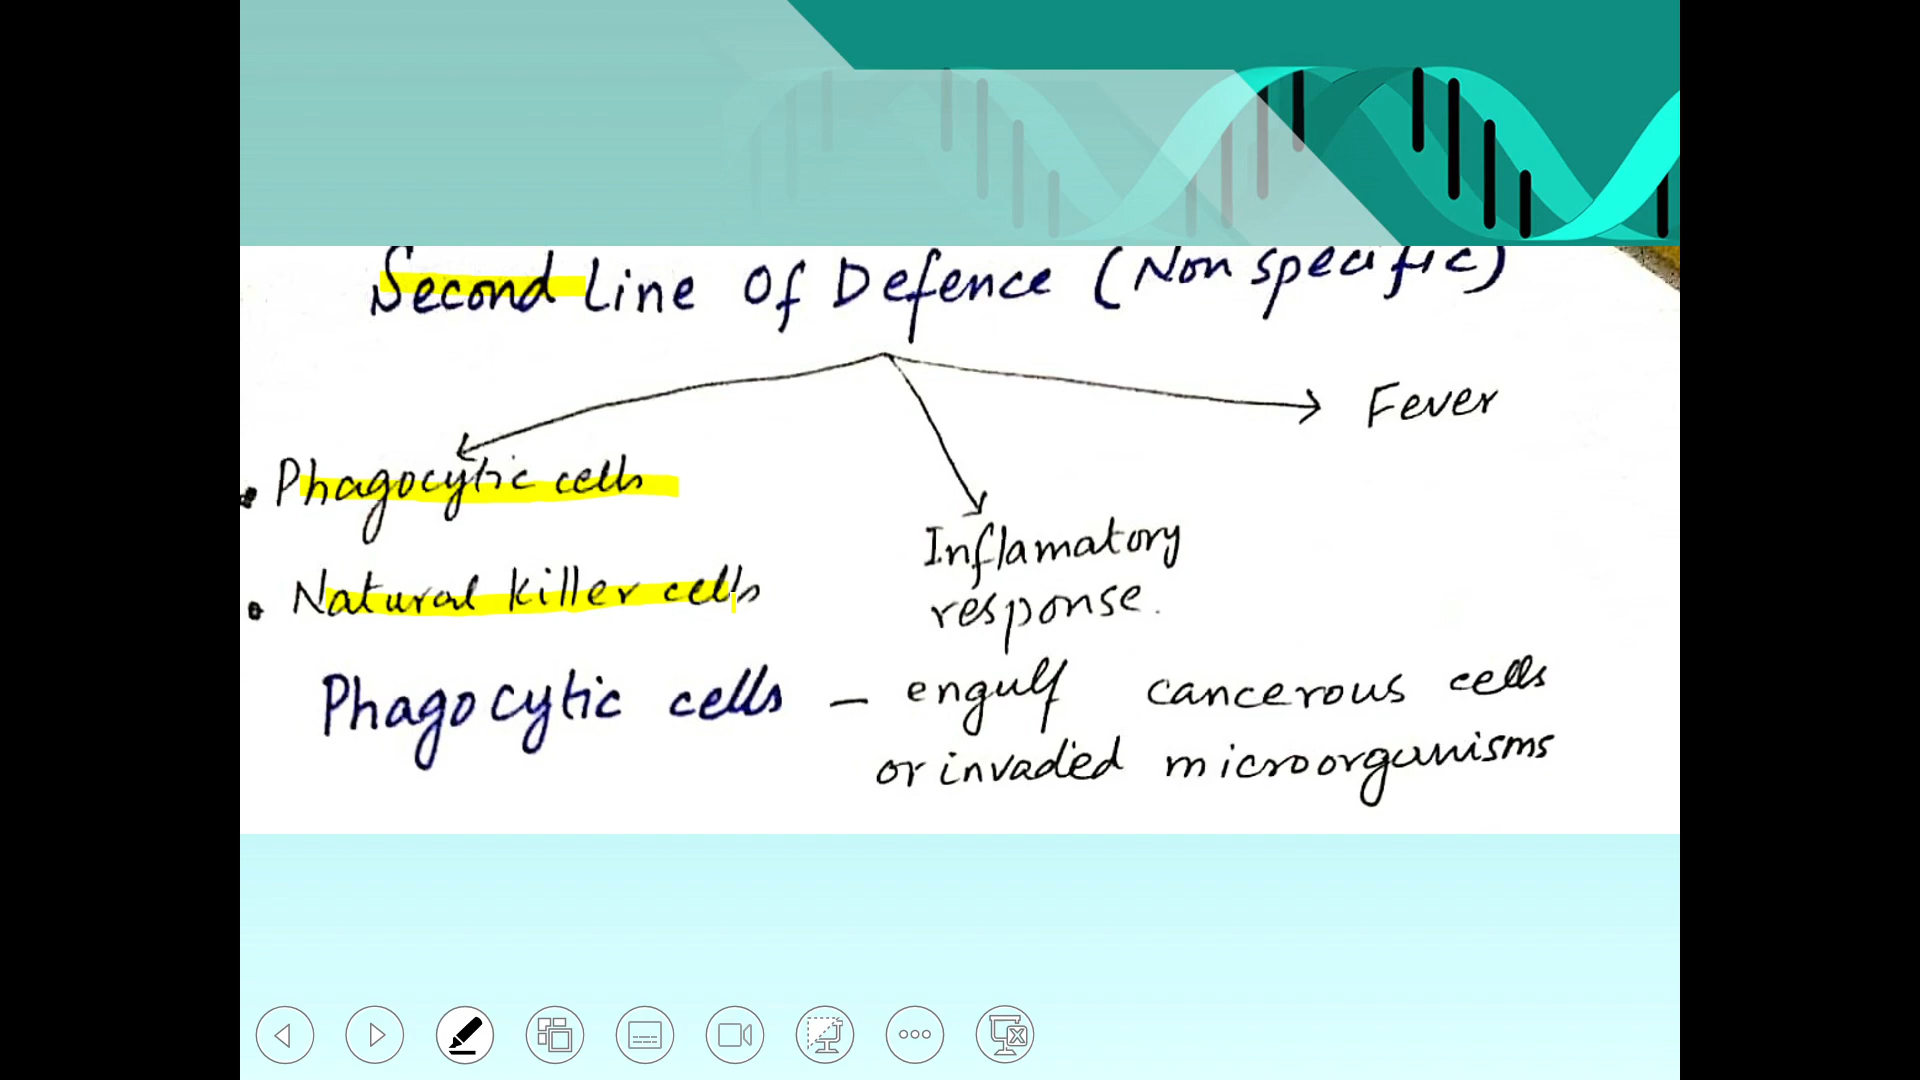 Second Line Of Defence (Non specific)
Fever
• Phagocytic cells
Inflamatory
response.
• Natural killer cells
Phagocytic cells — engulf cancerous cells
or invaded microorganisms